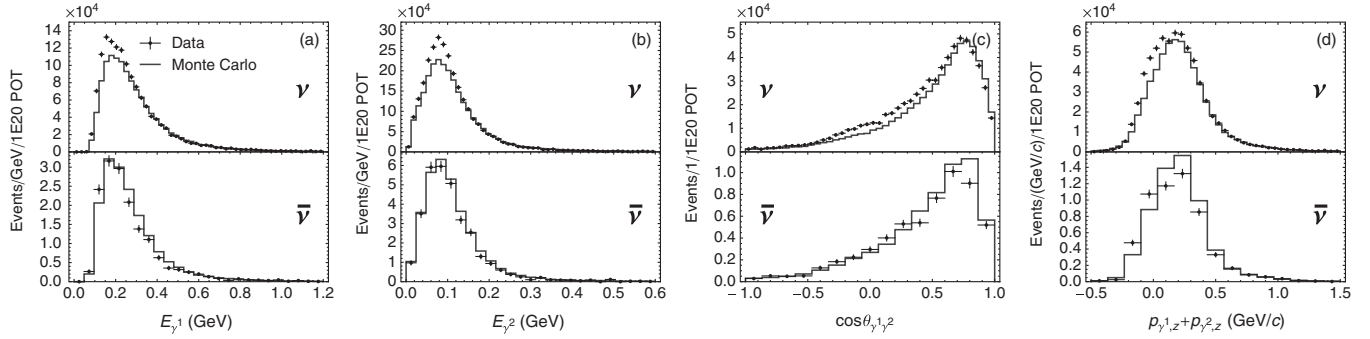 ×10⁴
14
12
10
8
6
4
2
0
(a)
Data
Monte Carlo
ν
3.0
2.5
2.0
1.5
1.0
0.5
0.0
ν̅
Events/GeV/1E20 POT
0.0 0.2 0.4 0.6 0.8 1.0 1.2
E_γ¹ (GeV)
×10⁴
30
25
20
15
10
5
0
(b)
ν
6
5
4
3
2
1
0
ν̅
Events/GeV/1E20 POT
0.0 0.1 0.2 0.3 0.4 0.5 0.6
E_γ² (GeV)
×10⁴
5
4
3
2
1
0
(c)
ν
1.0
0.8
0.6
0.4
0.2
0.0
ν̅
Events/1/1E20 POT
−1.0 −0.5 0.0 0.5 1.0
cosθ_γ¹γ²
×10⁴
6
5
4
3
2
1
0
(d)
ν
1.4
1.2
1.0
0.8
0.6
0.4
0.2
0.0
ν̅
Events/(GeV/c)/1E20 POT
−0.5 0.0 0.5 1.0 1.5
p_γ¹,z+p_γ²,z (GeV/c)